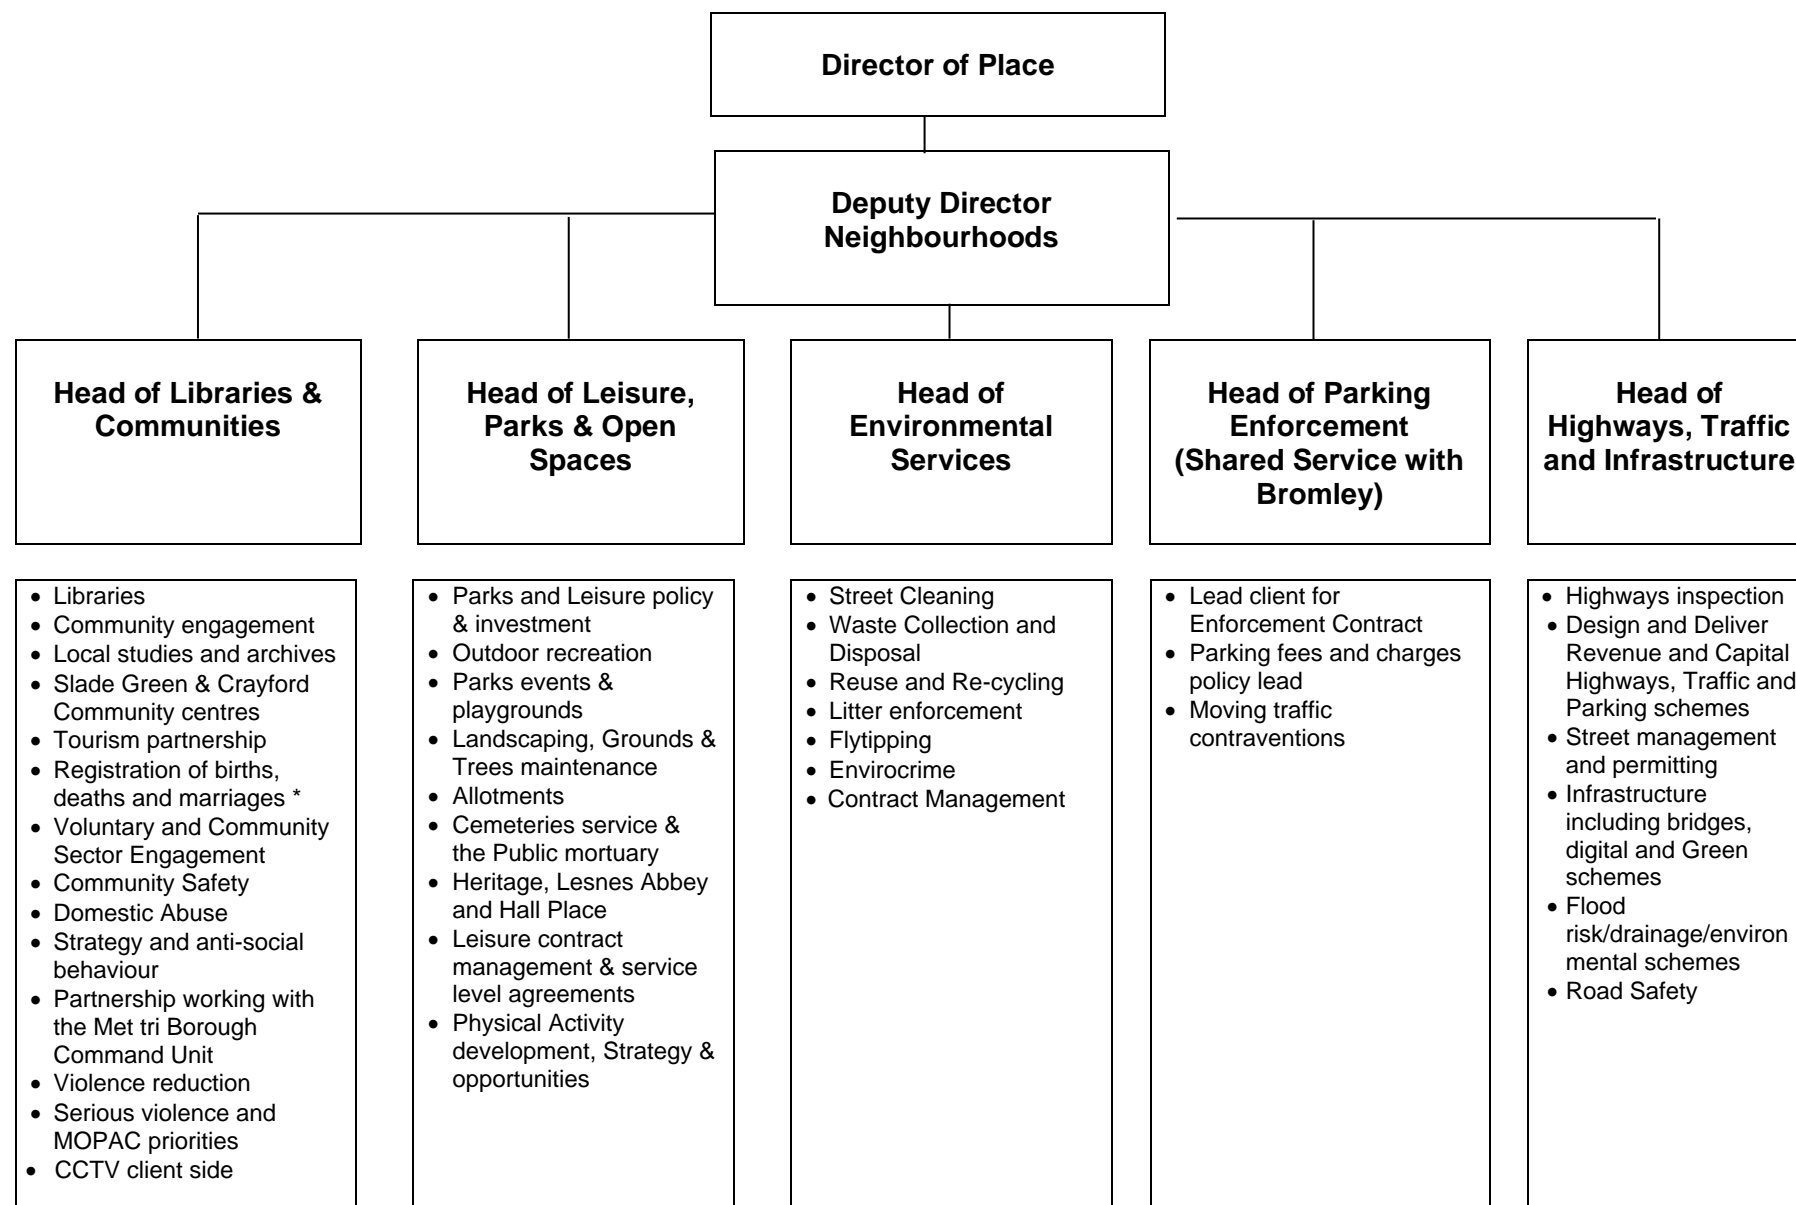 Director of Place
Deputy Director
Neighbourhoods
Head of Libraries &
Communities
Head of Leisure,
Parks & Open
Spaces
Head of
Environmental
Services
Head of Parking
Enforcement
(Shared Service with
Bromley)
Head of
Highways, Traffic
and Infrastructure
• Libraries
• Community engagement
• Local studies and archives
• Slade Green & Crayford
Community centres
• Tourism partnership
• Registration of births,
deaths and marriages *
• Voluntary and Community
Sector Engagement
• Community Safety
• Domestic Abuse
• Strategy and anti-social
behaviour
• Partnership working with
the Met tri Borough
Command Unit
• Violence reduction
• Serious violence and
MOPAC priorities
• CCTV client side
• Parks and Leisure policy
& investment
• Outdoor recreation
• Parks events &
playgrounds
• Landscaping, Grounds &
Trees maintenance
• Allotments
• Cemeteries service &
the Public mortuary
• Heritage, Lesnes Abbey
and Hall Place
• Leisure contract
management & service
level agreements
• Physical Activity
development, Strategy &
opportunities
• Street Cleaning
• Waste Collection and
Disposal
• Reuse and Re-cycling
• Litter enforcement
• Flytipping
• Envirocrime
• Contract Management
• Lead client for
Enforcement Contract
• Parking fees and charges
policy lead
• Moving traffic
contraventions
• Highways inspection
• Design and Deliver
Revenue and Capital
Highways, Traffic and
Parking schemes
• Street management
and permitting
• Infrastructure
including bridges,
digital and Green
schemes
• Flood
risk/drainage/environ
mental schemes
• Road Safety